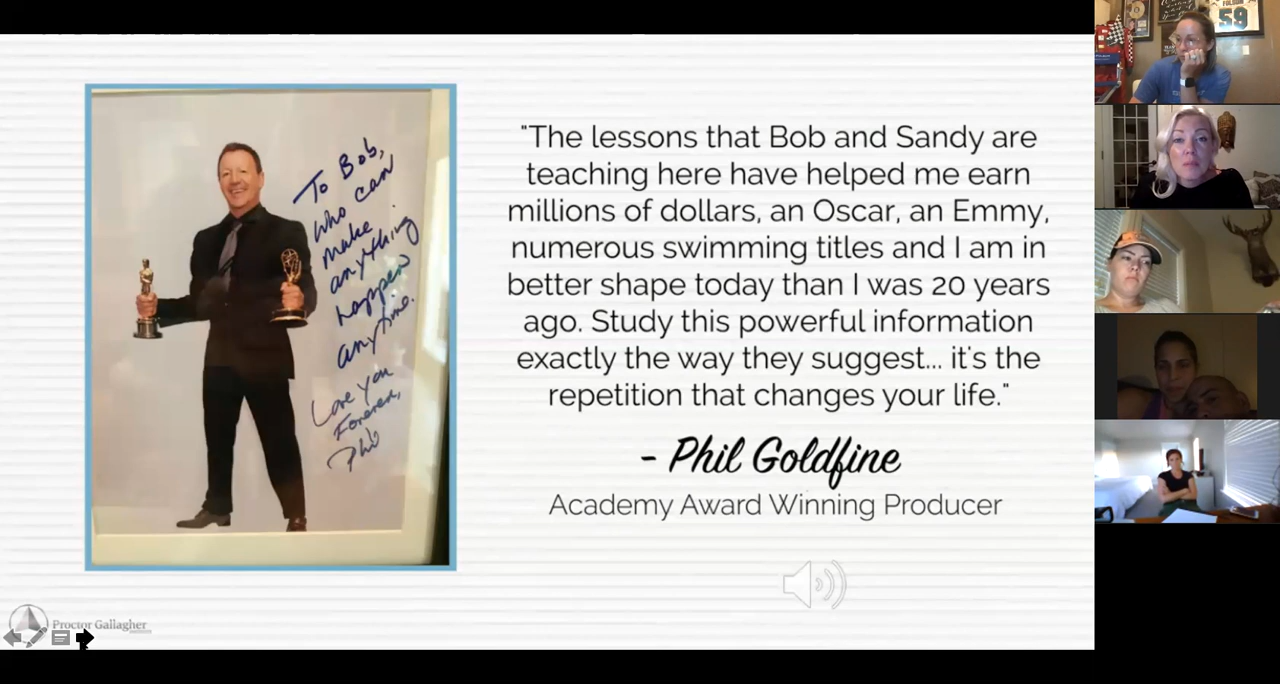 To Bob,
who can
make
anything
happen
anytime.
Love you
Forever,
Phil
"The lessons that Bob and Sandy are
teaching here have helped me earn
millions of dollars, an Oscar, an Emmy,
numerous swimming titles and I am in
better shape today than I was 20 years
ago. Study this powerful information
exactly the way they suggest... it's the
repetition that changes your life."
- Phil Goldfine
Academy Award Winning Producer
Proctor Gallagher
59